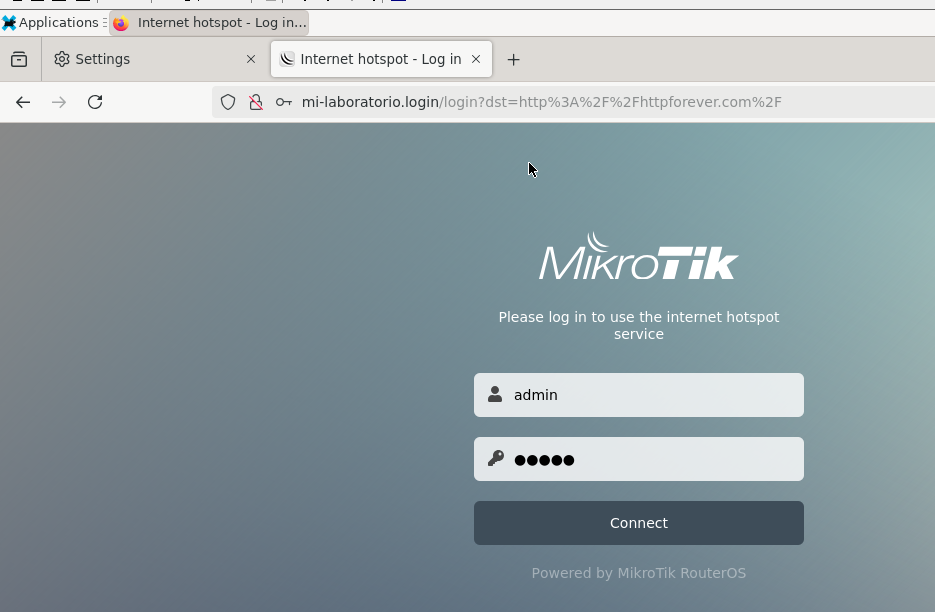 Applications
Internet hotspot - Log in...
Settings
Internet hotspot - Log in
mi-laboratorio.login/login?dst=http%3A%2F%2Fhttpforever.com%2F
MikroTik
Please log in to use the internet hotspot
service
admin
Connect
Powered by MikroTik RouterOS